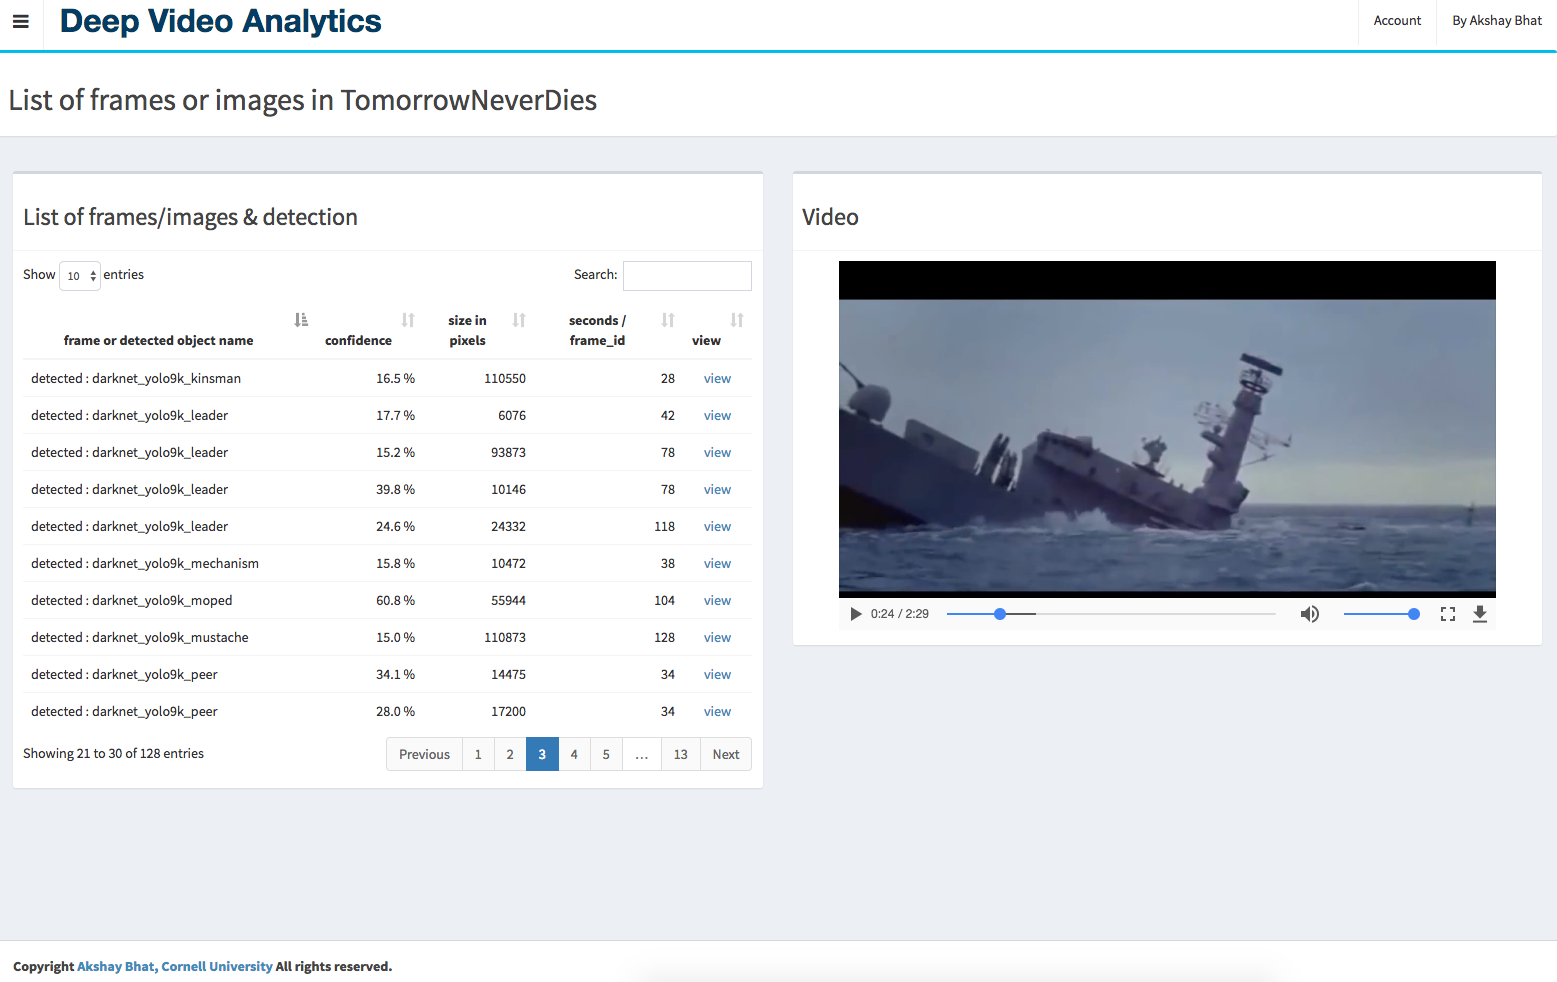 Deep Video Analytics
Account
By Akshay Bhat
List of frames or images in TomorrowNeverDies
List of frames/images & detection
Show 10 entries
Search:
frame or detected object name confidence size in pixels seconds / frame_id view
detected : darknet_yolo9k_kinsman 16.5 % 110550 28 view
detected : darknet_yolo9k_leader 17.7 % 6076 42 view
detected : darknet_yolo9k_leader 15.2 % 93873 78 view
detected : darknet_yolo9k_leader 39.8 % 10146 78 view
detected : darknet_yolo9k_leader 24.6 % 24332 118 view
detected : darknet_yolo9k_mechanism 15.8 % 10472 38 view
detected : darknet_yolo9k_moped 60.8 % 55944 104 view
detected : darknet_yolo9k_mustache 15.0 % 110873 128 view
detected : darknet_yolo9k_peer 34.1 % 14475 34 view
detected : darknet_yolo9k_peer 28.0 % 17200 34 view
Showing 21 to 30 of 128 entries
Previous 1 2 3 4 5 … 13 Next
Video
0:24 / 2:29
Copyright Akshay Bhat, Cornell University All rights reserved.